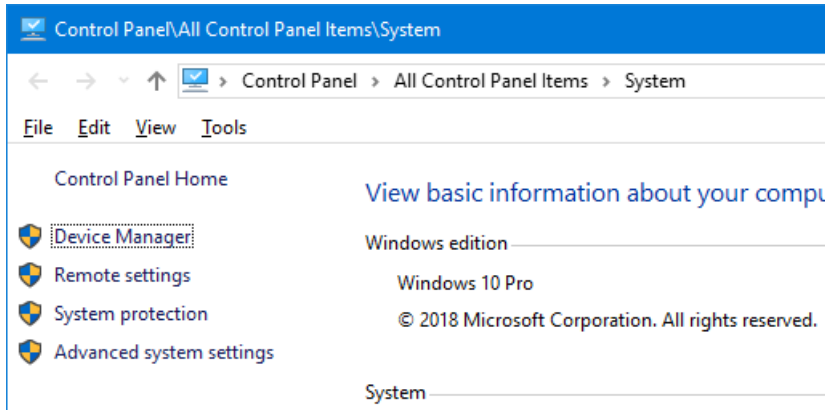 Control Panel\All Control Panel Items\System
Control Panel > All Control Panel Items > System
File Edit View Tools
Control Panel Home
Device Manager
Remote settings
System protection
Advanced system settings
View basic information about your compu
Windows edition
Windows 10 Pro
© 2018 Microsoft Corporation. All rights reserved.
System